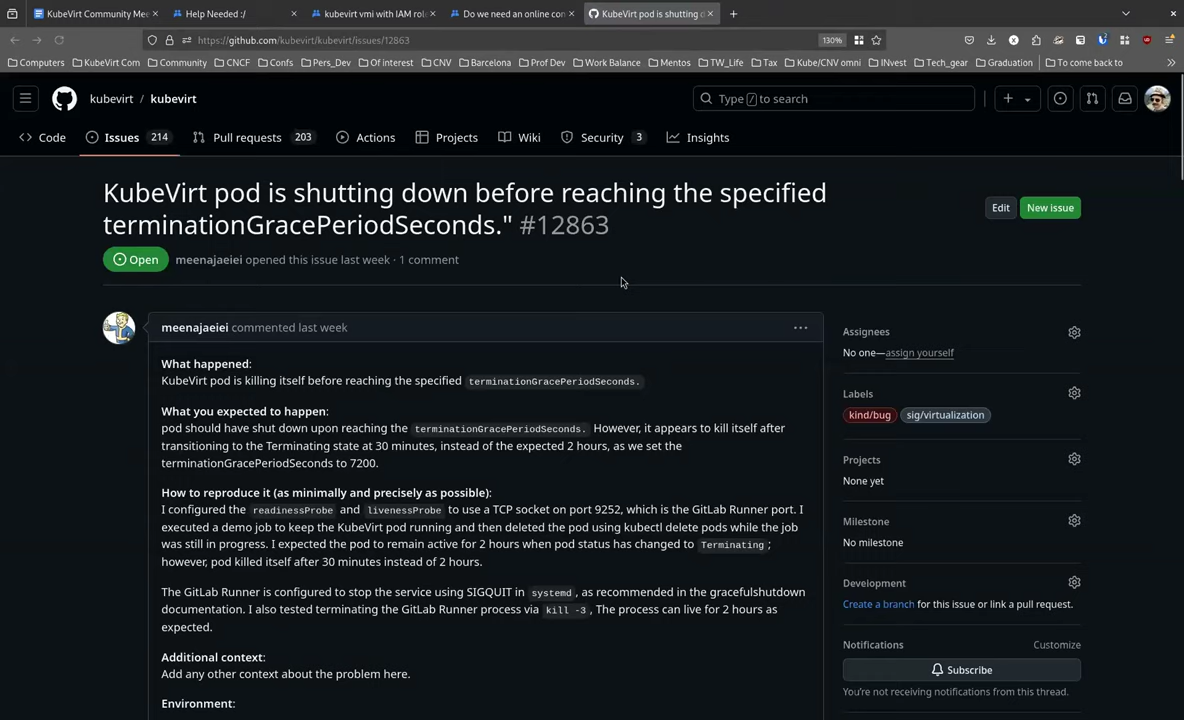 KubeVirt Community Mee
Help Needed :/
kubevirt vmi with IAM rol
Do we need an online con
KubeVirt pod is shutting d
https://github.com/kubevirt/kubevirt/issues/12863
130%
Computers
KubeVirt Com
Community
CNCF
Confs
Pers_Dev
Of interest
CNV
Barcelona
Prof Dev
Work Balance
Mentos
TW_Life
Tax
Kube/CNV omni
INvest
Tech_gear
Graduation
To come back to
kubevirt / kubevirt
Type / to search
Code
Issues 214
Pull requests 203
Actions
Projects
Wiki
Security 3
Insights
KubeVirt pod is shutting down before reaching the specified
terminationGracePeriodSeconds." #12863
Edit
New issue
Open
meenajaeiei opened this issue last week · 1 comment
meenajaeiei commented last week
What happened:
KubeVirt pod is killing itself before reaching the specified terminationGracePeriodSeconds.
What you expected to happen:
pod should have shut down upon reaching the terminationGracePeriodSeconds. However, it appears to kill itself after
transitioning to the Terminating state at 30 minutes, instead of the expected 2 hours, as we set the
terminationGracePeriodSeconds to 7200.
How to reproduce it (as minimally and precisely as possible):
I configured the readinessProbe and livenessProbe to use a TCP socket on port 9252, which is the GitLab Runner port. I
executed a demo job to keep the KubeVirt pod running and then deleted the pod using kubectl delete pods while the job
was still in progress. I expected the pod to remain active for 2 hours when pod status has changed to Terminating;
however, pod killed itself after 30 minutes instead of 2 hours.
The GitLab Runner is configured to stop the service using SIGQUIT in systemd, as recommended in the gracefulshutdown
documentation. I also tested terminating the GitLab Runner process via kill -3, The process can live for 2 hours as
expected.
Additional context:
Add any other context about the problem here.
Environment:
Assignees
No one—assign yourself
Labels
kind/bug
sig/virtualization
Projects
None yet
Milestone
No milestone
Development
Create a branch for this issue or link a pull request.
Notifications
Customize
Subscribe
You're not receiving notifications from this thread.